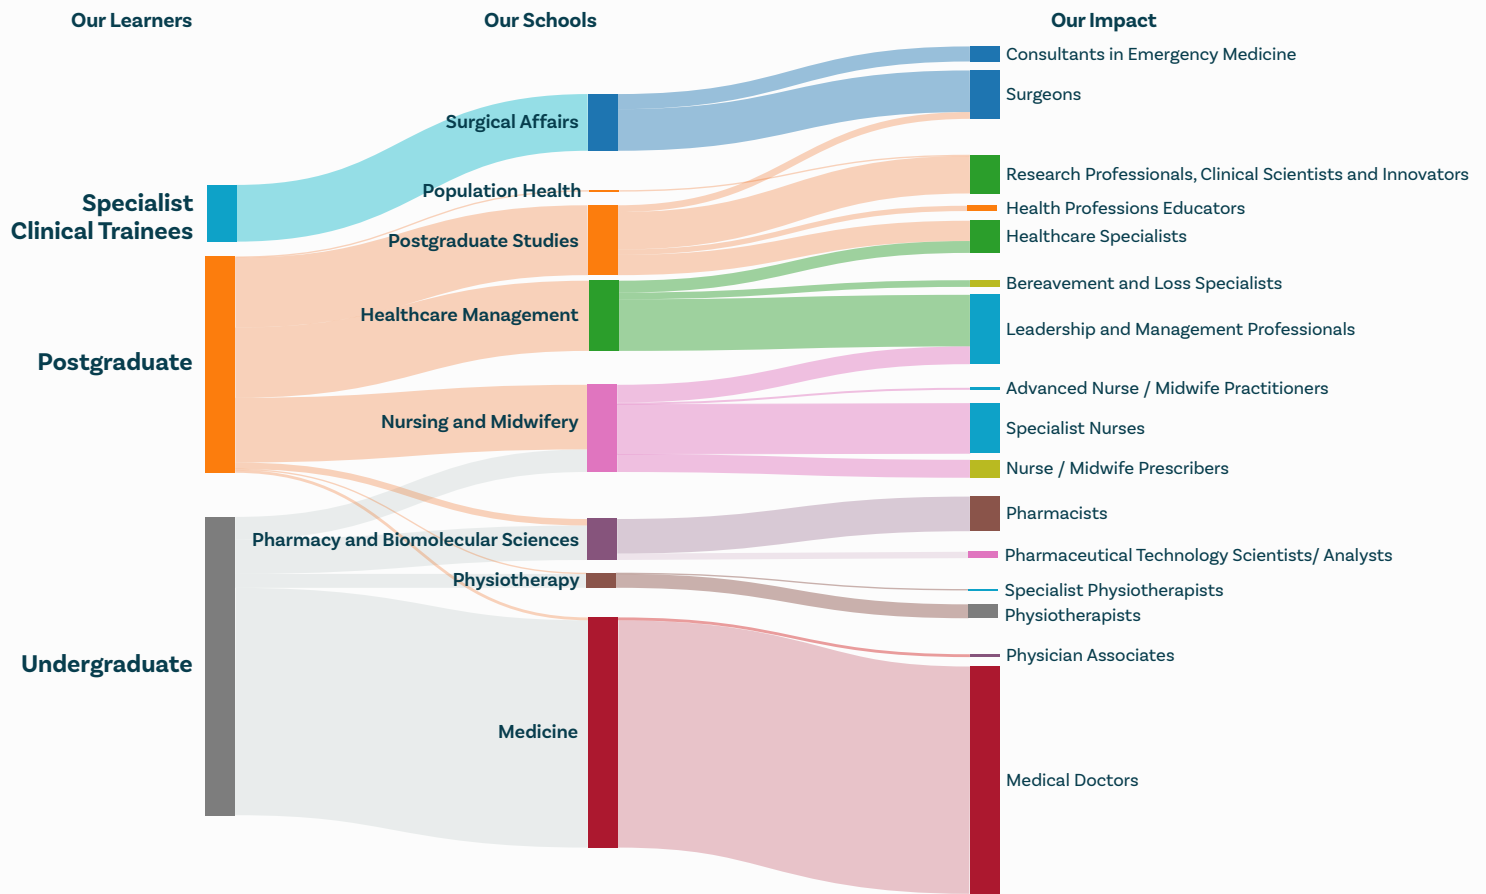 Our Learners
Our Schools
Our Impact
Specialist
Clinical Trainees
Postgraduate
Undergraduate
Surgical Affairs
Population Health
Postgraduate Studies
Healthcare Management
Nursing and Midwifery
Pharmacy and Biomolecular Sciences
Physiotherapy
Medicine
Consultants in Emergency Medicine
Surgeons
Research Professionals, Clinical Scientists and Innovators
Health Professions Educators
Healthcare Specialists
Bereavement and Loss Specialists
Leadership and Management Professionals
Advanced Nurse / Midwife Practitioners
Specialist Nurses
Nurse / Midwife Prescribers
Pharmacists
Pharmaceutical Technology Scientists/ Analysts
Specialist Physiotherapists
Physiotherapists
Physician Associates
Medical Doctors